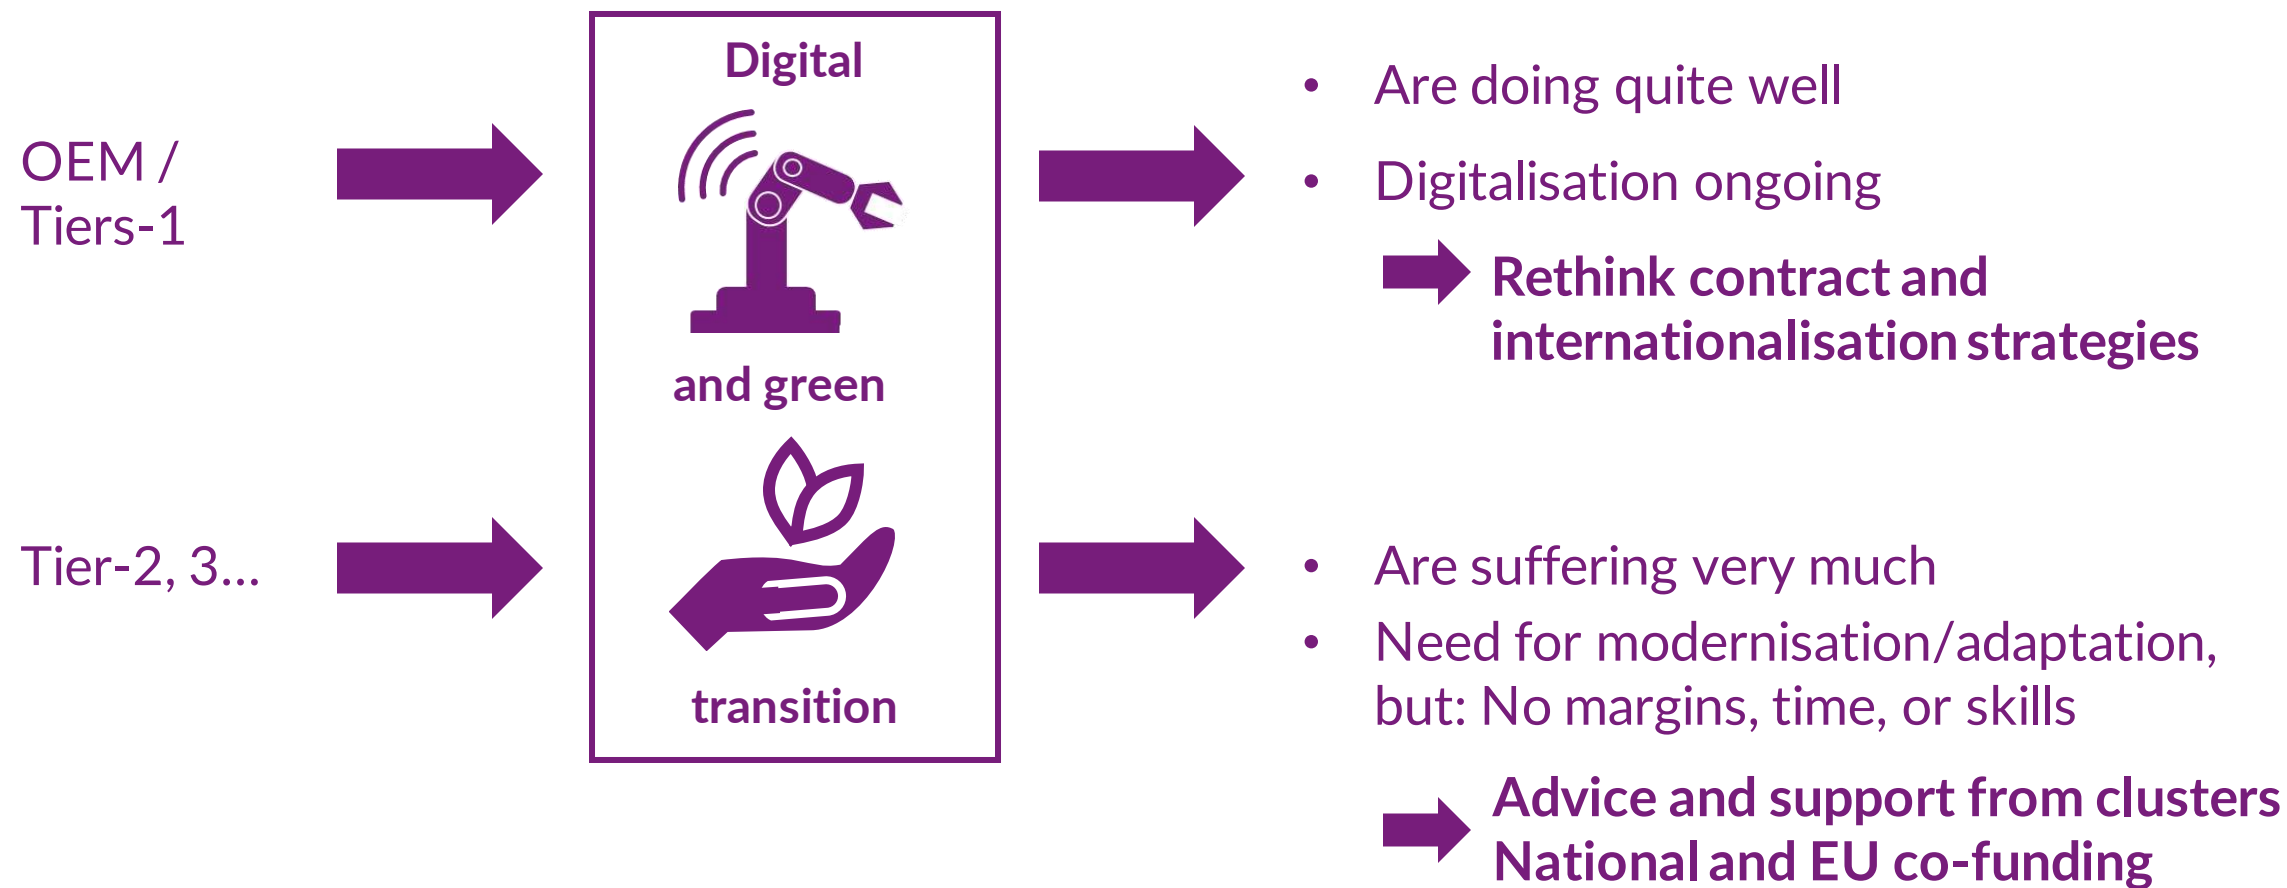 OEM /
Tiers-1
Digital
and green
transition
• Are doing quite well
• Digitalisation ongoing
Rethink contract and
internationalisation strategies
Tier-2, 3...
• Are suffering very much
• Need for modernisation/adaptation,
but: No margins, time, or skills
Advice and support from clusters
National and EU co-funding